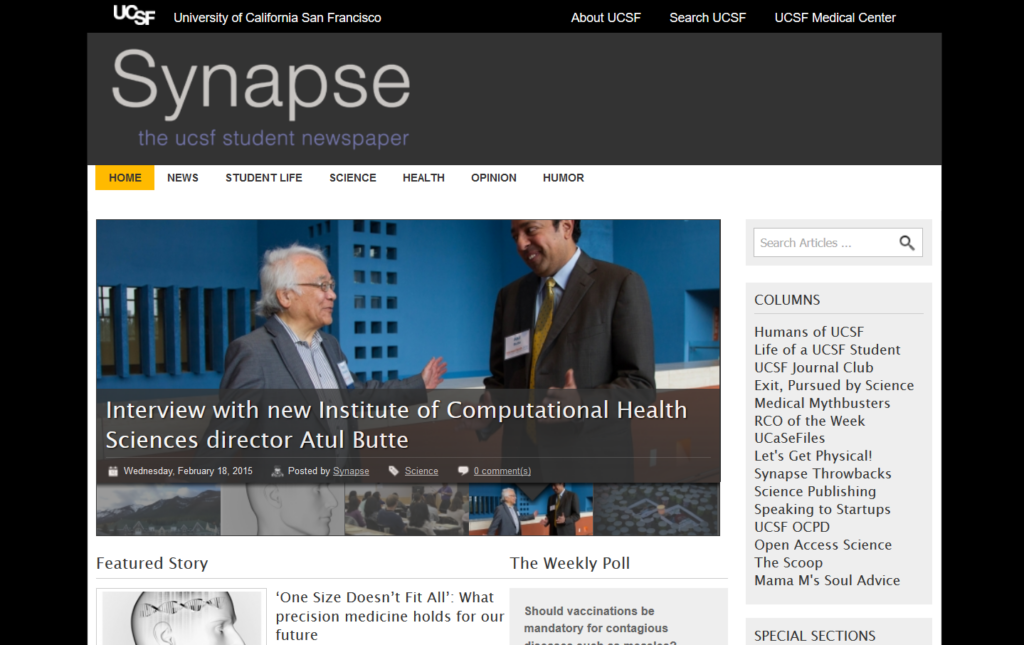 UCSF
University of California San Francisco
About UCSF
Search UCSF
UCSF Medical Center
Synapse
the ucsf student newspaper
HOME
NEWS
STUDENT LIFE
SCIENCE
HEALTH
OPINION
HUMOR
Interview with new Institute of Computational Health
Sciences director Atul Butte
Wednesday, February 18, 2015
Posted by Synapse
Science
0 comment(s)
Search Articles ...
COLUMNS
Humans of UCSF
Life of a UCSF Student
UCSF Journal Club
Exit, Pursued by Science
Medical Mythbusters
RCO of the Week
UCaSeFiles
Let's Get Physical!
Synapse Throwbacks
Science Publishing
Speaking to Startups
UCSF OCPD
Open Access Science
The Scoop
Mama M's Soul Advice
SPECIAL SECTIONS
Featured Story
‘One Size Doesn’t Fit All’: What
precision medicine holds for our
future
The Weekly Poll
Should vaccinations be
mandatory for contagious
diseases such as measles?